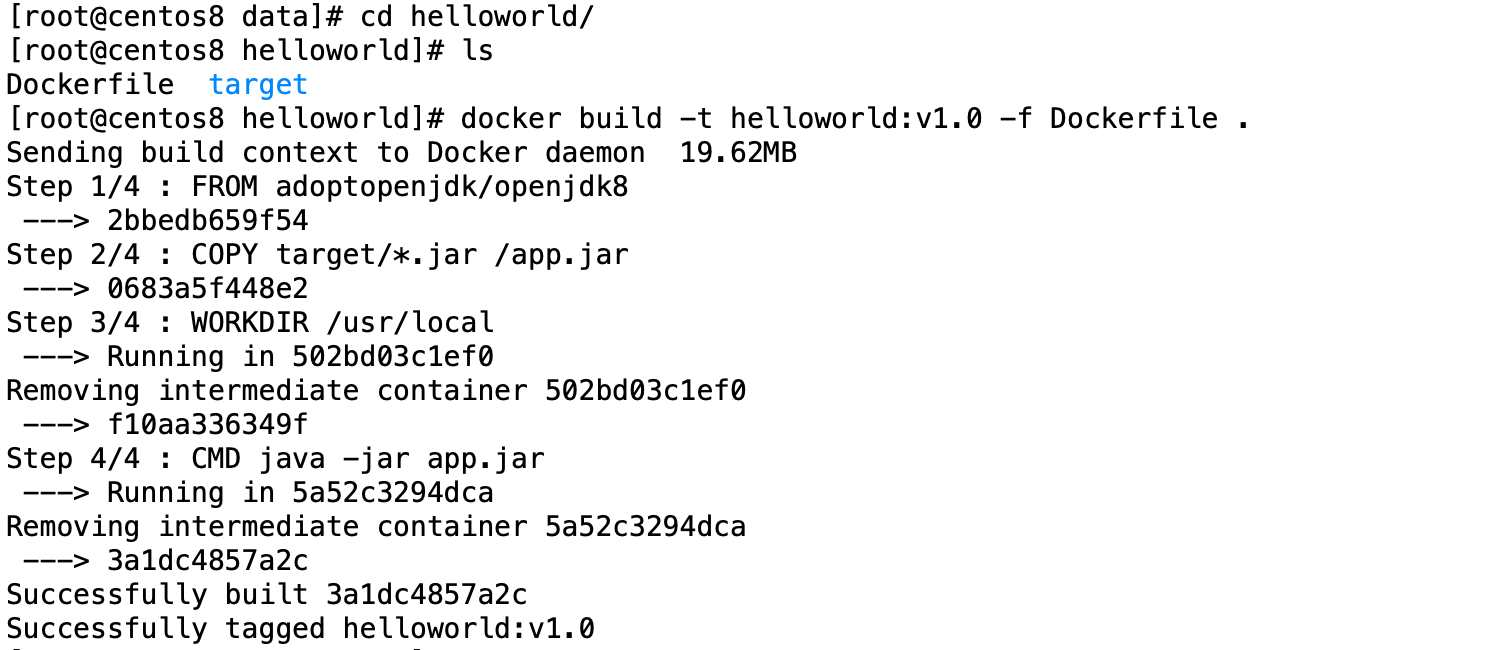 [root@centos8 data]# cd helloworld/
[root@centos8 helloworld]# ls
Dockerfile  target
[root@centos8 helloworld]# docker build -t helloworld:v1.0 -f Dockerfile .
Sending build context to Docker daemon  19.62MB
Step 1/4 : FROM adoptopenjdk/openjdk8
 ---> 2bbedb659f54
Step 2/4 : COPY target/*.jar /app.jar
 ---> 0683a5f448e2
Step 3/4 : WORKDIR /usr/local
 ---> Running in 502bd03c1ef0
Removing intermediate container 502bd03c1ef0
 ---> f10aa336349f
Step 4/4 : CMD java -jar app.jar
 ---> Running in 5a52c3294dca
Removing intermediate container 5a52c3294dca
 ---> 3a1dc4857a2c
Successfully built 3a1dc4857a2c
Successfully tagged helloworld:v1.0